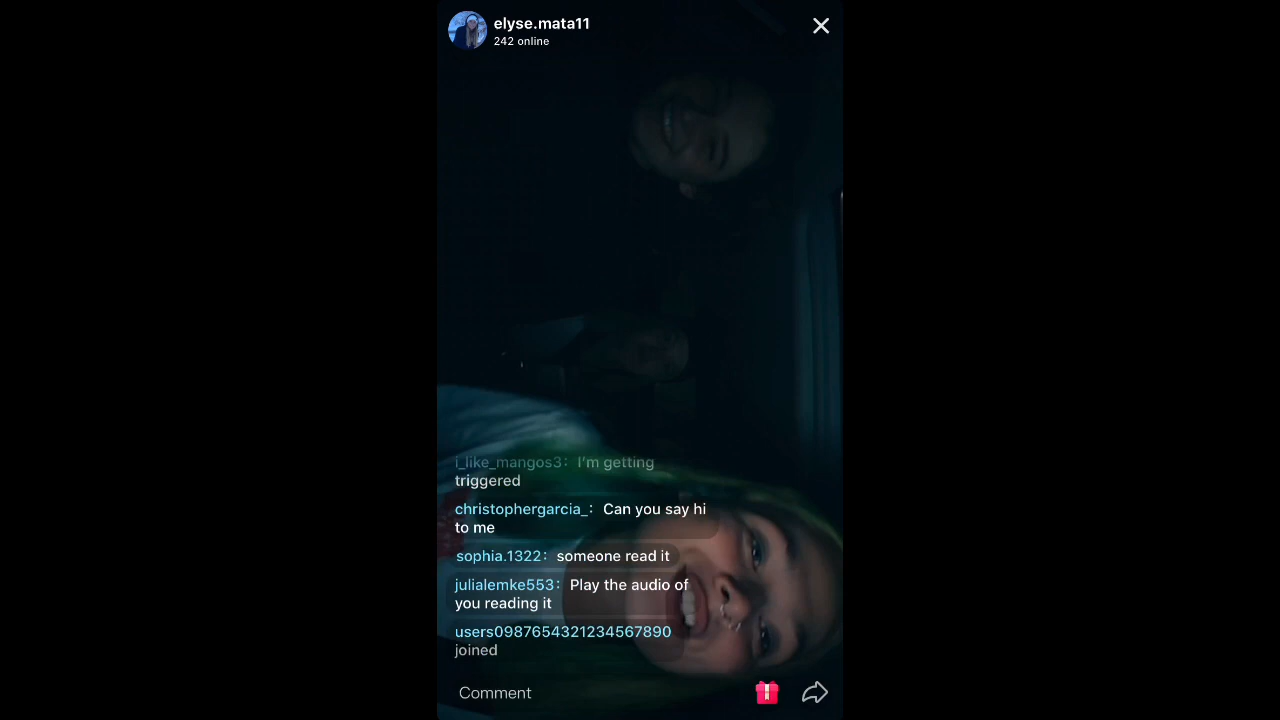 elyse.mata11
242 online
i_like_mangos3: I'm getting
triggered
christophergarcia_: Can you say hi
to me
sophia.1322: someone read it
julialemke553: Play the audio of
you reading it
users0987654321234567890
joined
Comment